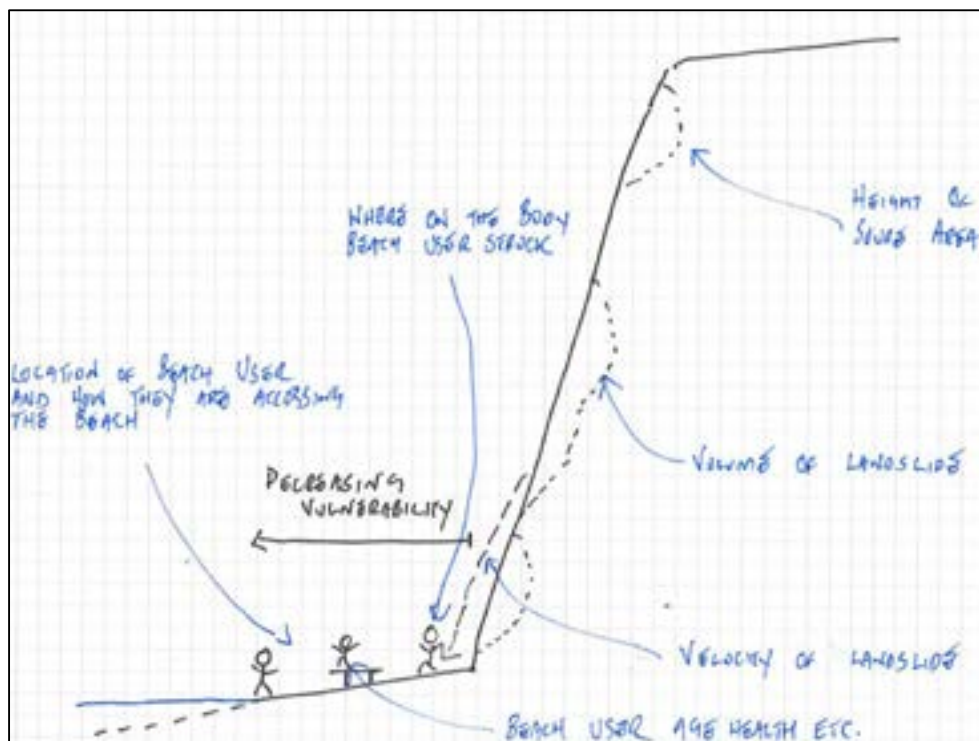 HEIGHT OF
SOURE AREA
WHERE ON THE BODY
BEACH USER STRUCK
LOCATION OF BEACH USER
AND HOW THEY ARE ACCESSING
THE BEACH
VOLUME OF LANDSLIDE
DECREASING
VULNERABILITY
VELOCITY OF LANDSLIDE
BEACH USER AGE HEALTH ETC.